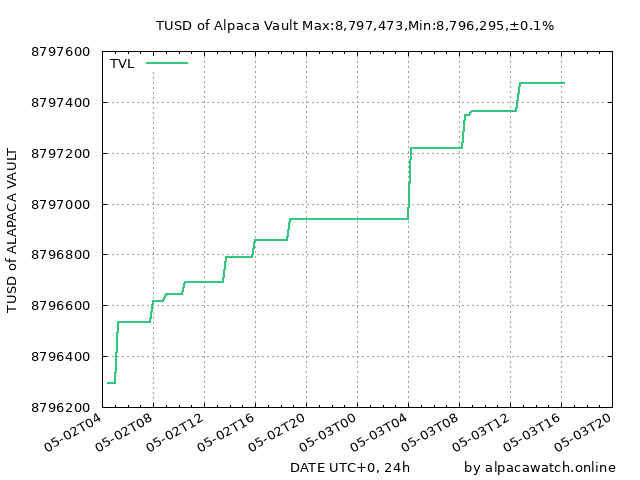 TUSD of Alpaca Vault Max:8,797,473,Min:8,796,295,±0.1%
TVL
8797600
8797400
8797200
8797000
8796800
8796600
8796400
8796200
TUSD of ALAPACA VAULT
05-02T04
05-02T08
05-02T12
05-02T16
05-02T20
05-03T00
05-03T04
05-03T08
05-03T12
05-03T16
05-03T20
DATE UTC+0, 24h
by alpacawatch.online